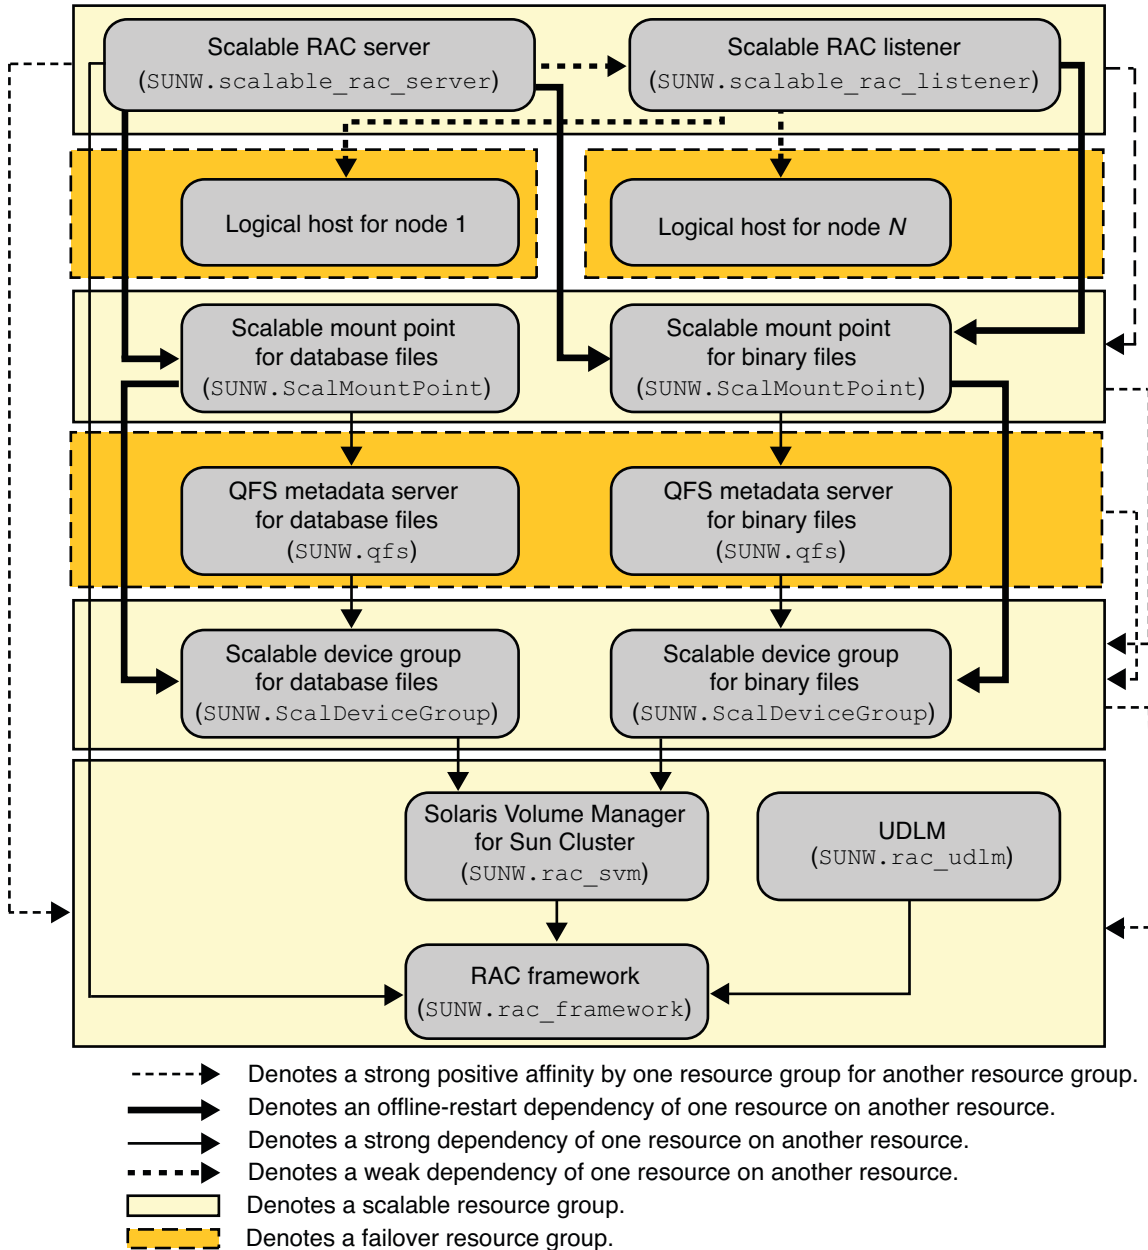 Scalable RAC server
(SUNW.scalable_rac_server)
Scalable RAC listener
(SUNW.scalable_rac_listener)
Logical host for node 1
Logical host for node N
Scalable mount point
for database files
(SUNW.ScalMountPoint)
Scalable mount point
for binary files
(SUNW.ScalMountPoint)
QFS metadata server
for database files
(SUNW.qfs)
QFS metadata server
for binary files
(SUNW.qfs)
Scalable device group
for database files
(SUNW.ScalDeviceGroup)
Scalable device group
for binary files
(SUNW.ScalDeviceGroup)
Solaris Volume Manager
for Sun Cluster
(SUNW.rac_svm)
UDLM
(SUNW.rac_udlm)
RAC framework
(SUNW.rac_framework)
Denotes a strong positive affinity by one resource group for another resource group.
Denotes an offline-restart dependency of one resource on another resource.
Denotes a strong dependency of one resource on another resource.
Denotes a weak dependency of one resource on another resource.
Denotes a scalable resource group.
Denotes a failover resource group.